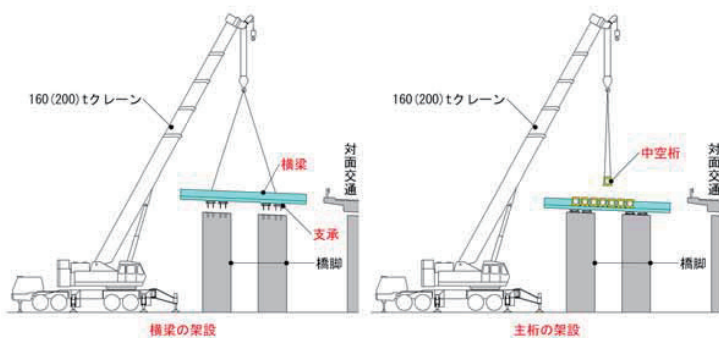 160(200)tクレーン
横梁
支承
対面交通
橋脚
横梁の架設
160(200)tクレーン
中空桁
対面交通
橋脚
主桁の架設